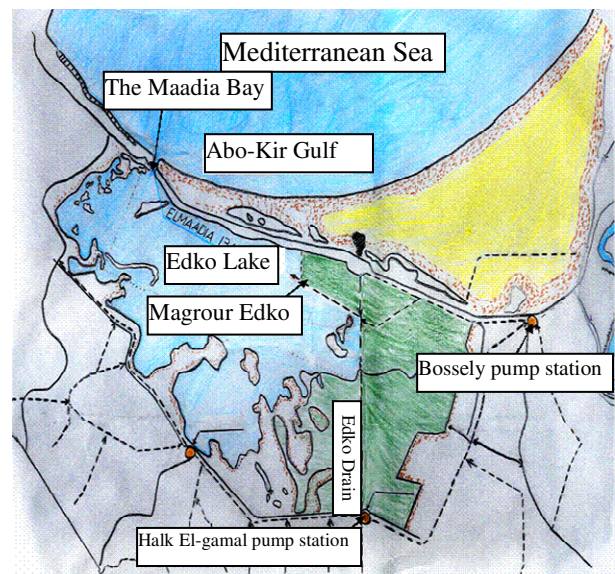 Mediterranean Sea
The Maadia Bay
Abo-Kir Gulf
ELMAADIA
Edko Lake
Magrour Edko
Bossely pump station
Edko Drain
Halk El-gamal pump station